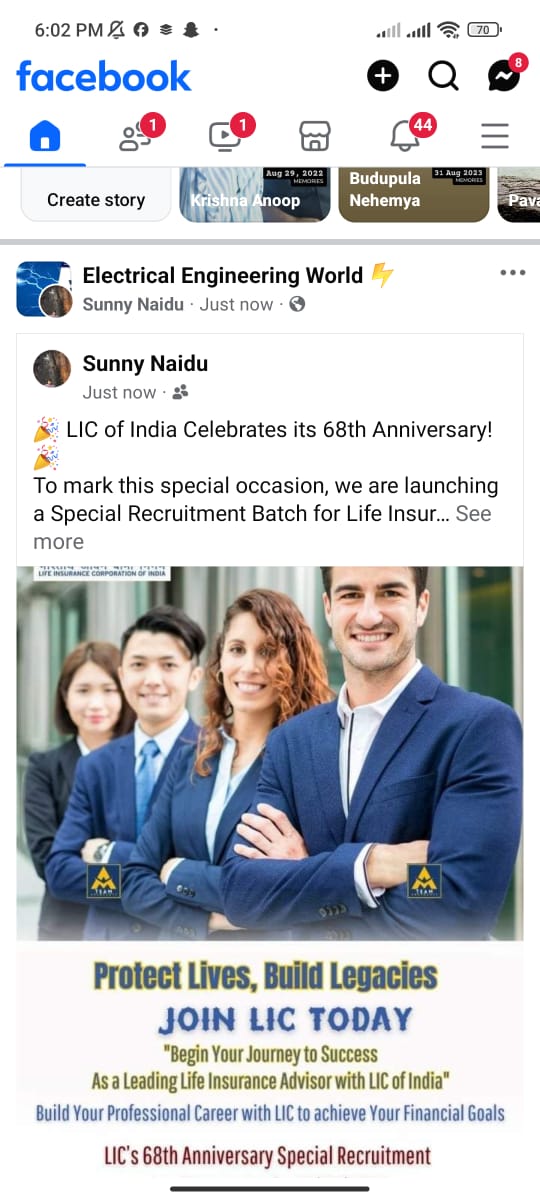 6:02 PM
70
facebook
8
1
1
44
Create story
Aug 29, 2022
MEMORIES
Krishna Anoop
31 Aug 2023
MEMORIES
Budupula
Nehemya
Pava
Electrical Engineering World ⚡
Sunny Naidu · Just now ·
Sunny Naidu
Just now ·
🎉 LIC of India Celebrates its 68th Anniversary!
🎉
To mark this special occasion, we are launching
a Special Recruitment Batch for Life Insur... See
more
LIFE INSURANCE CORPORATION OF INDIA
TEAM
TEAM
Protect Lives, Build Legacies
JOIN LIC TODAY
"Begin Your Journey to Success
As a Leading Life Insurance Advisor with LIC of India"
Build Your Professional Career with LIC to achieve Your Financial Goals
LIC's 68th Anniversary Special Recruitment